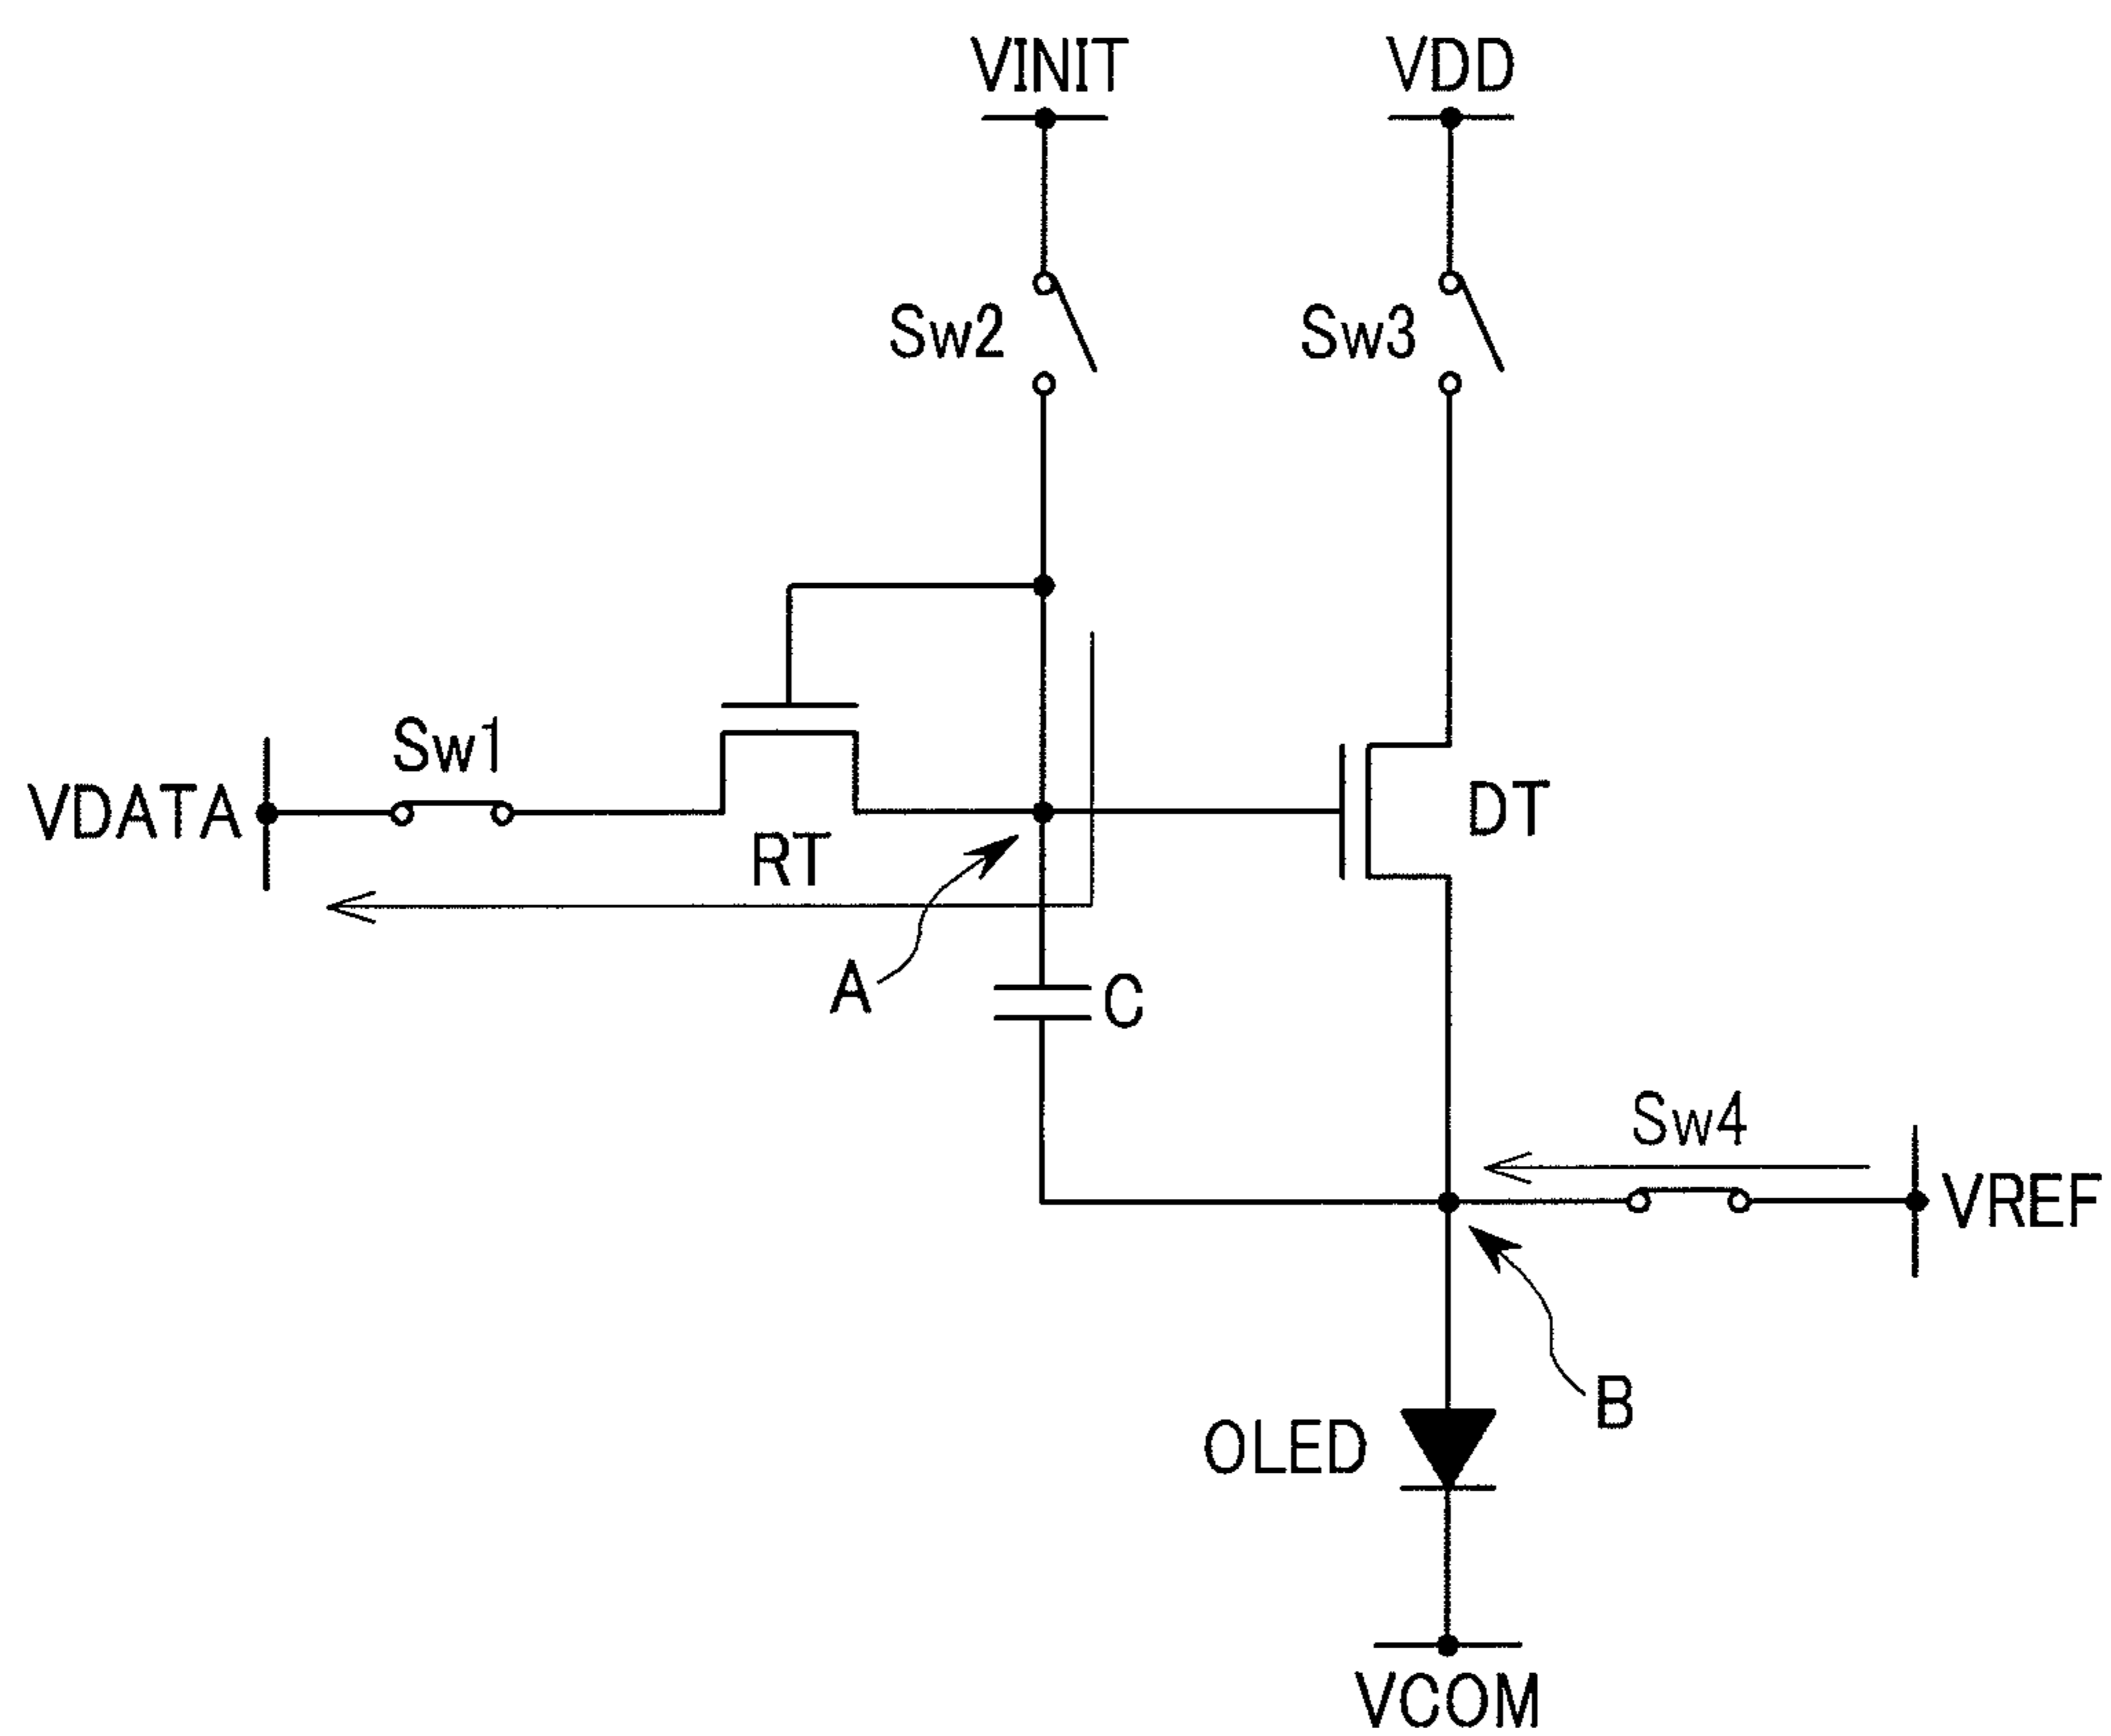 VINIT
VDD
Sw2
Sw3
Sw1
VDATA
DT
RT
A
C
Sw4
VREF
B
OLED
VCOM